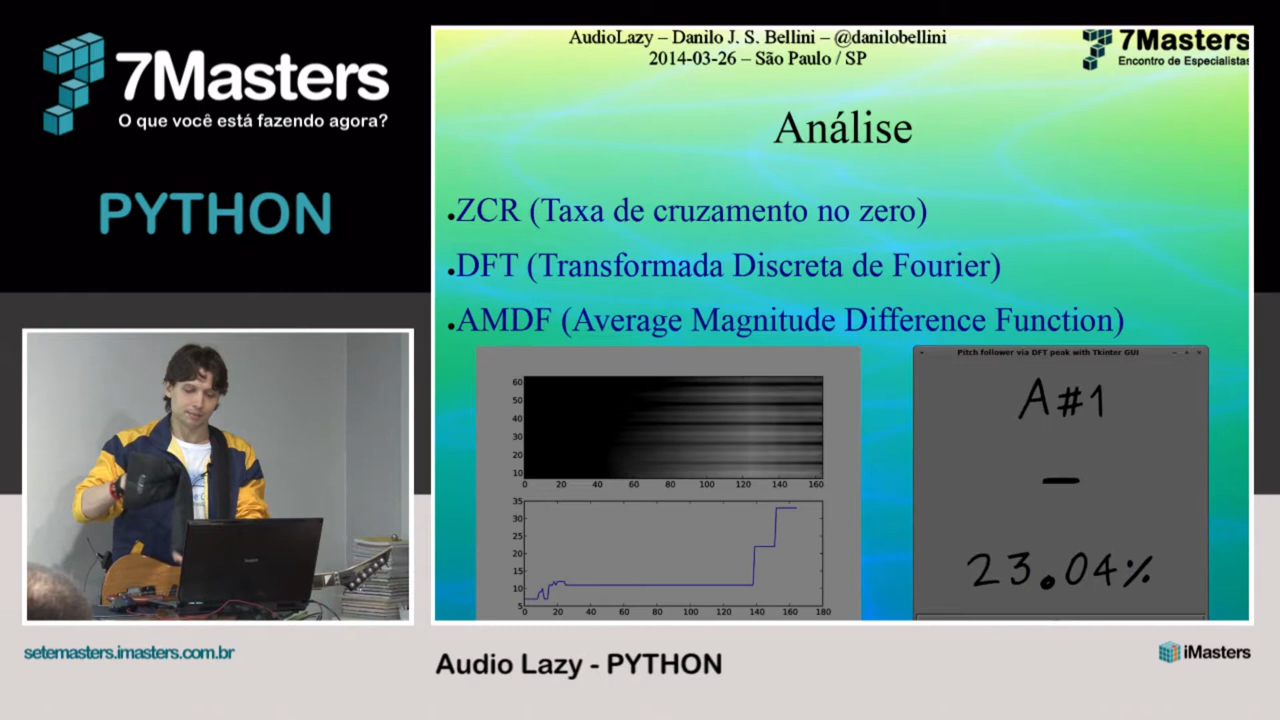 7Masters
O que você está fazendo agora?
PYTHON
AudioLazy – Danilo J. S. Bellini – @danilobellini
2014-03-26 – São Paulo / SP
7Masters
Encontro de Especialistas
Análise
.ZCR (Taxa de cruzamento no zero)
.DFT (Transformada Discreta de Fourier)
.AMDF (Average Magnitude Difference Function)
60
50
40
30
20
10
0 20 40 60 80 100 120 140 160
35
30
25
20
15
10
5
0 20 40 60 80 100 120 140 160 180
Pitch follower via DFT peak with Tkinter GUI
A#1
–
23.04%
setemasters.imasters.com.br
Audio Lazy - PYTHON
iMasters